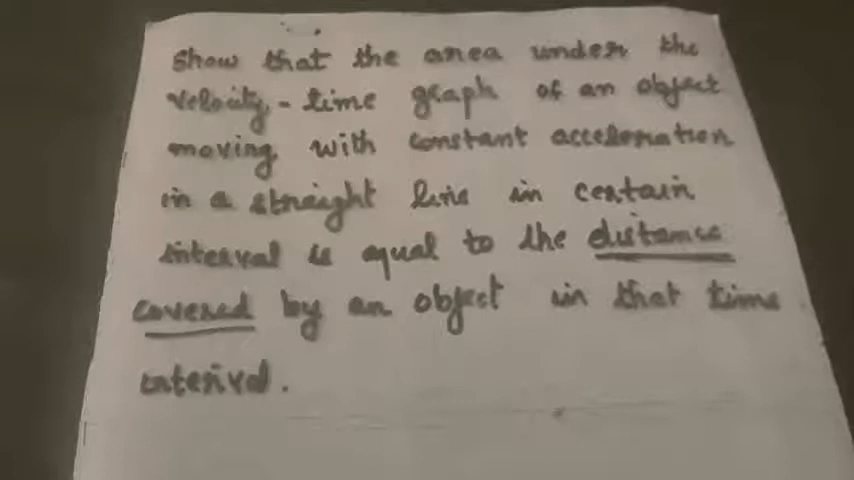 Show that the area under the
velocity - time graph of an object
moving with constant acceleration
in a straight line in certain
interval is equal to the distance
covered by an object in that time
interval.